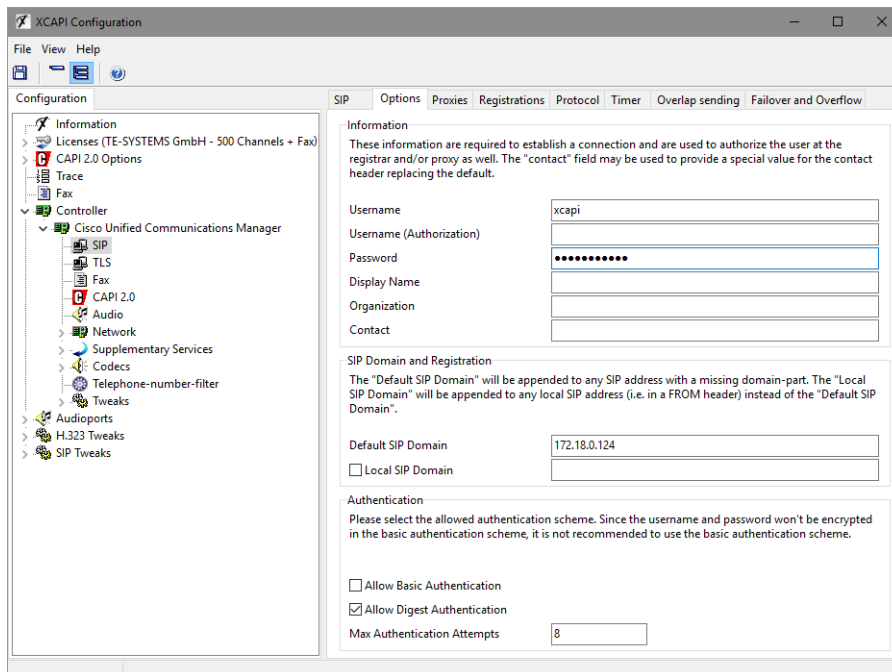 XCAPI Configuration
File View Help
Configuration
Information
Licenses (TE-SYSTEMS GmbH - 500 Channels + Fax)
CAPI 2.0 Options
Trace
Fax
Controller
Cisco Unified Communications Manager
SIP
TLS
Fax
CAPI 2.0
Audio
Network
Supplementary Services
Codecs
Telephone-number-filter
Tweaks
Audioports
H.323 Tweaks
SIP Tweaks
SIP Options Proxies Registrations Protocol Timer Overlap sending Failover and Overflow
Information
These information are required to establish a connection and are used to authorize the user at the
registrar and/or proxy as well. The "contact" field may be used to provide a special value for the contact
header replacing the default.
Username xcapi
Username (Authorization)
Password ●●●●●●●●●●●
Display Name
Organization
Contact
SIP Domain and Registration
The "Default SIP Domain" will be appended to any SIP address with a missing domain-part. The "Local
SIP Domain" will be appended to any local SIP address (i.e. in a FROM header) instead of the "Default SIP
Domain".
Default SIP Domain 172.18.0.124
Local SIP Domain
Authentication
Please select the allowed authentication scheme. Since the username and password won't be encrypted
in the basic authentication scheme, it is not recommended to use the basic authentication scheme.
Allow Basic Authentication
Allow Digest Authentication
Max Authentication Attempts 8